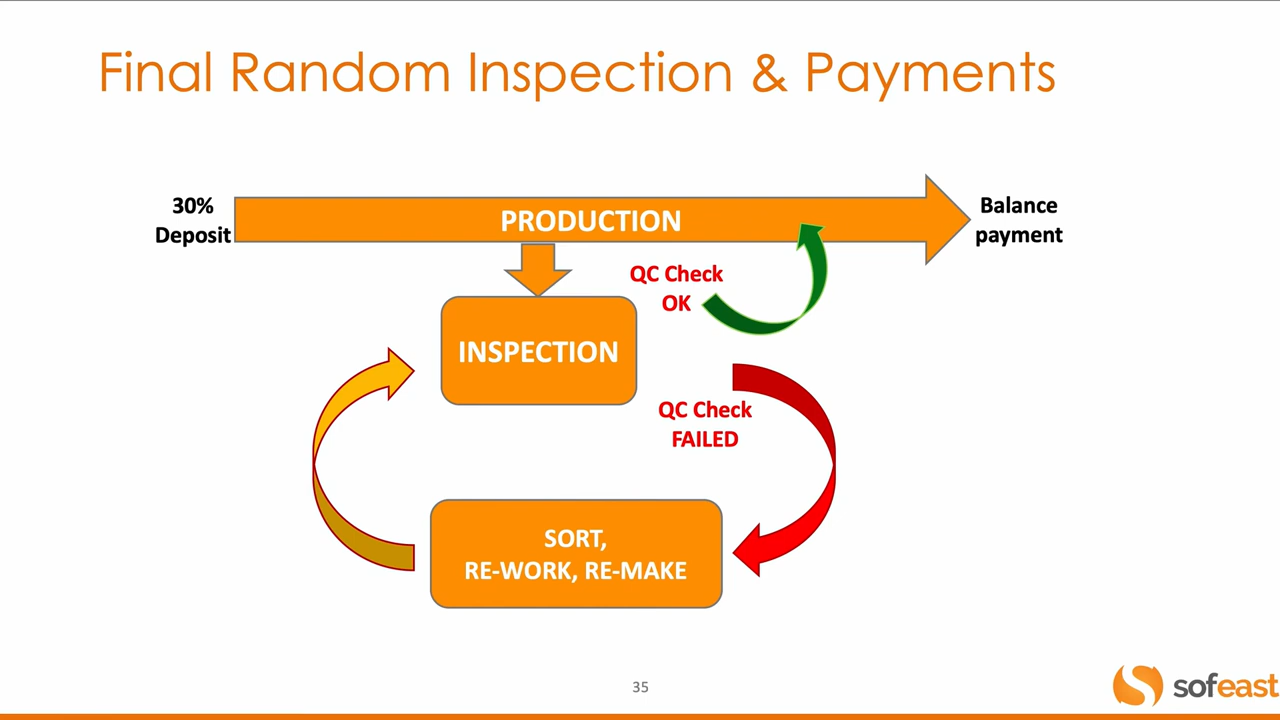 Final Random Inspection & Payments
30%
Deposit
PRODUCTION
Balance
payment
QC Check
OK
INSPECTION
QC Check
FAILED
SORT,
RE-WORK, RE-MAKE
35
sofeast